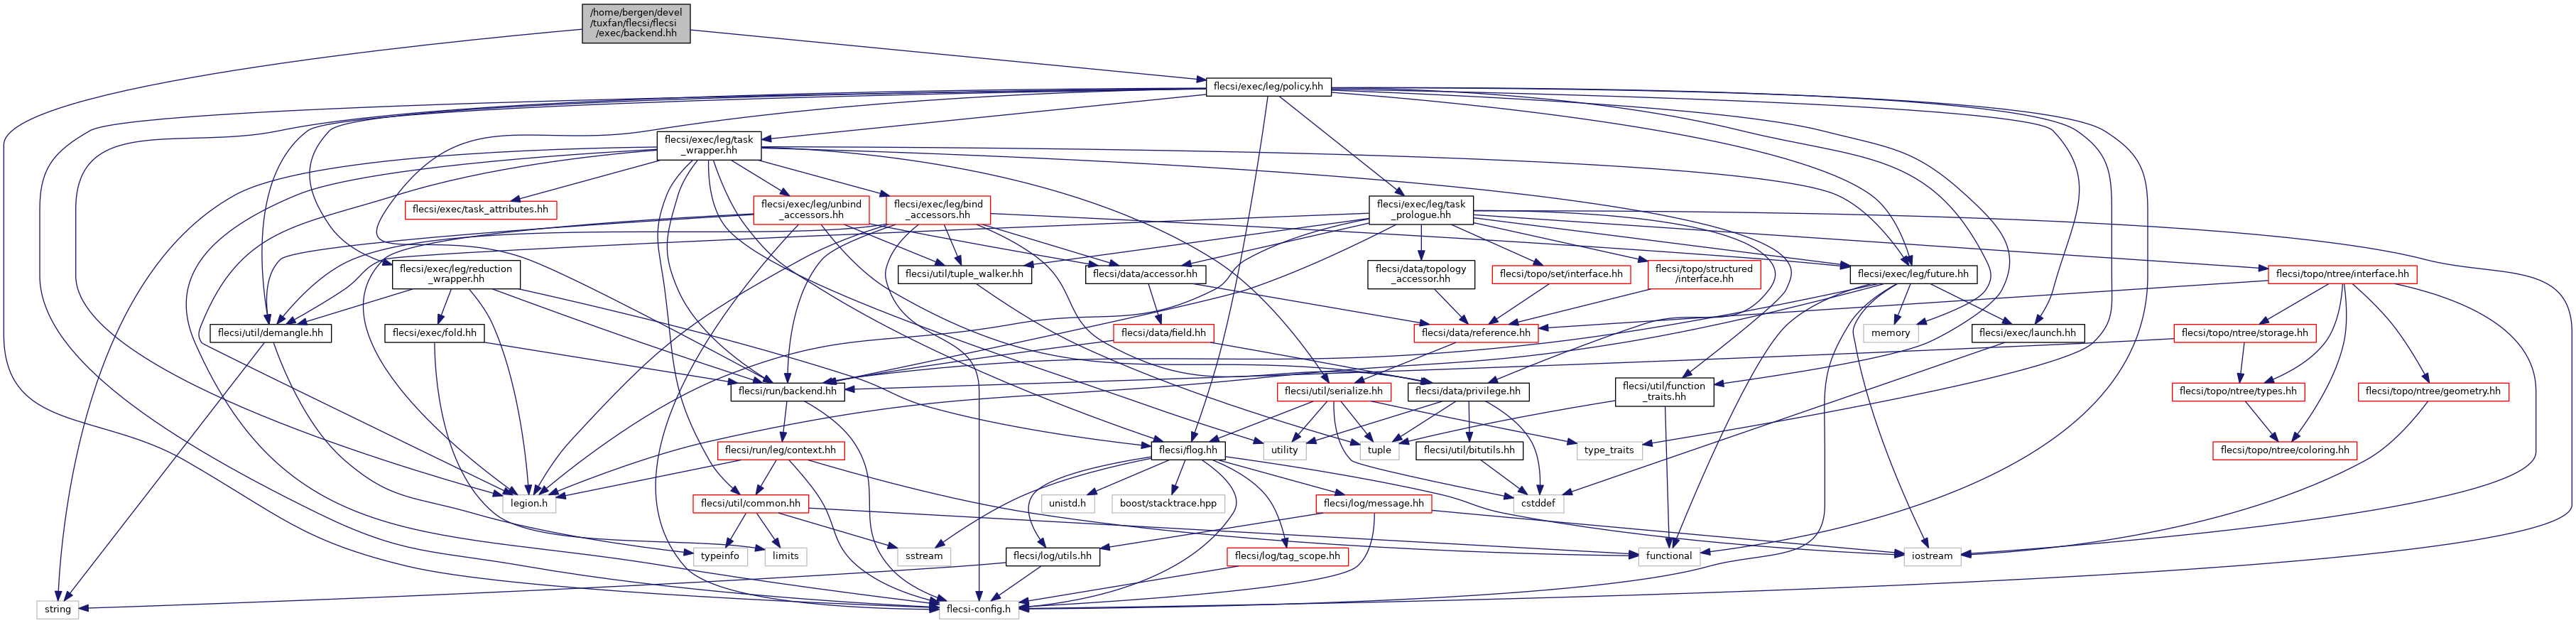 /home/bergen/devel
/tuxfan/flecsi/flecsi
/exec/backend.hh
flecsi/exec/leg/policy.hh
flecsi/exec/leg/task
_wrapper.hh
flecsi/exec/task_attributes.hh
flecsi/exec/leg/unbind
_accessors.hh
flecsi/exec/leg/bind
_accessors.hh
flecsi/exec/leg/task
_prologue.hh
flecsi/exec/leg/reduction
_wrapper.hh
flecsi/util/tuple_walker.hh
flecsi/data/accessor.hh
flecsi/data/topology
_accessor.hh
flecsi/topo/set/interface.hh
flecsi/topo/structured
/interface.hh
flecsi/exec/leg/future.hh
flecsi/topo/ntree/interface.hh
flecsi/util/demangle.hh
flecsi/exec/fold.hh
flecsi/data/field.hh
flecsi/data/reference.hh
memory
flecsi/exec/launch.hh
flecsi/topo/ntree/storage.hh
flecsi/run/backend.hh
flecsi/util/serialize.hh
flecsi/data/privilege.hh
flecsi/util/function
_traits.hh
flecsi/topo/ntree/types.hh
flecsi/topo/ntree/geometry.hh
flecsi/run/leg/context.hh
flecsi/flog.hh
utility
tuple
flecsi/util/bitutils.hh
type_traits
flecsi/topo/ntree/coloring.hh
legion.h
flecsi/util/common.hh
unistd.h
boost/stacktrace.hpp
flecsi/log/message.hh
cstddef
typeinfo
limits
sstream
flecsi/log/utils.hh
flecsi/log/tag_scope.hh
functional
iostream
string
flecsi-config.h